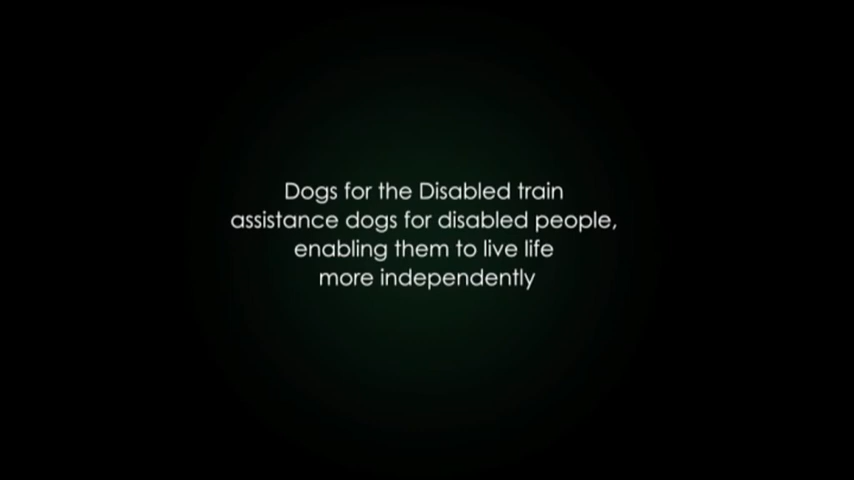 Dogs for the Disabled train
assistance dogs for disabled people,
enabling them to live life
more independently